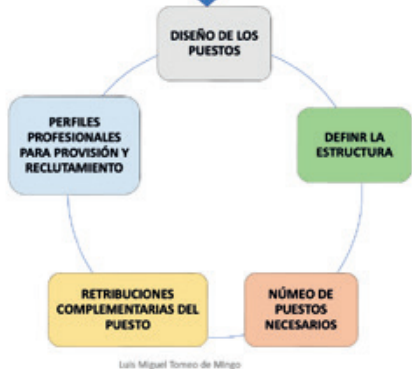 DISEÑO DE LOS
PUESTOS
DEFINR LA
ESTRUCTURA
NÚMEO DE
PUESTOS
NECESARIOS
RETRIBUCIONES
COMPLEMENTARIAS DEL
PUESTO
PERFILES
PROFESIONALES
PARA PROVISIÓN Y
RECLUTAMIENTO
Luis Miguel Tomeo de Mingo